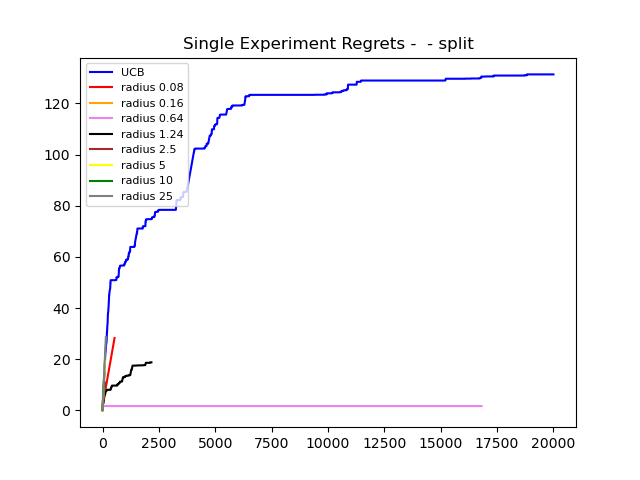 Single Experiment Regrets -  - split
UCB
radius 0.08
radius 0.16
radius 0.64
radius 1.24
radius 2.5
radius 5
radius 10
radius 25
120
100
80
60
40
20
0
0 2500 5000 7500 10000 12500 15000 17500 20000